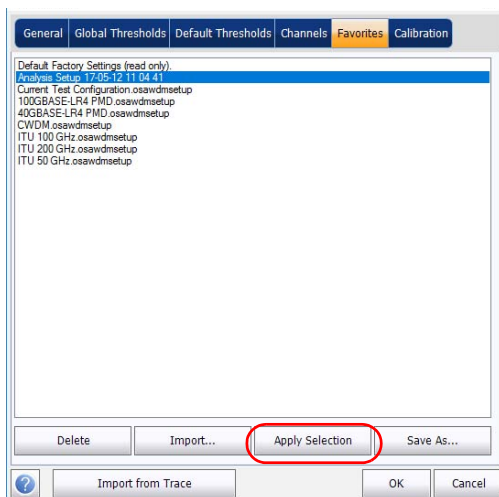 General Global Thresholds Default Thresholds Channels Favorites Calibration
Default Factory Settings (read only).
Analysis Setup 17-05-12 11 04 41
Current Test Configuration.osawdmsetup
100GBASE-LR4 PMD.osawdmsetup
40GBASE-LR4 PMD.osawdmsetup
CWDM.osawdmsetup
ITU 100 GHz.osawdmsetup
ITU 200 GHz.osawdmsetup
ITU 50 GHz.osawdmsetup
Delete Import... Apply Selection Save As...
? Import from Trace OK Cancel